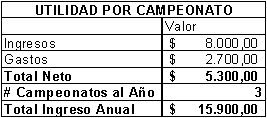 UTILIDAD POR CAMPEONATO
Valor
Ingresos $ 8.000,00
Gastos $ 2.700,00
Total Neto $ 5.300,00
# Campeonatos al Año 3
Total Ingreso Anual $ 15.900,00